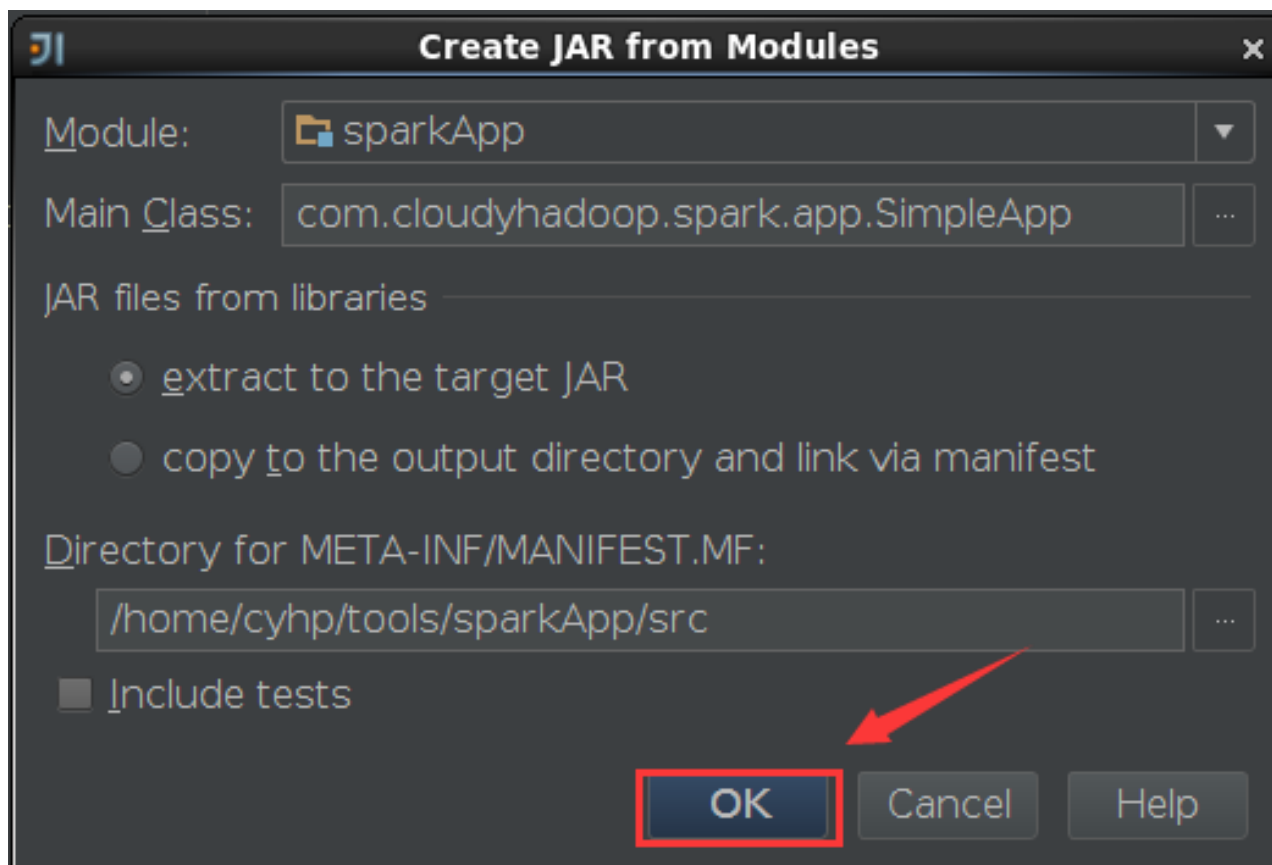 Create JAR from Modules
Module: sparkApp
Main Class: com.cloudyhadoop.spark.app.SimpleApp ...
JAR files from libraries
extract to the target JAR
copy to the output directory and link via manifest
Directory for META-INF/MANIFEST.MF:
/home/cyhp/tools/sparkApp/src ...
Include tests
OK Cancel Help